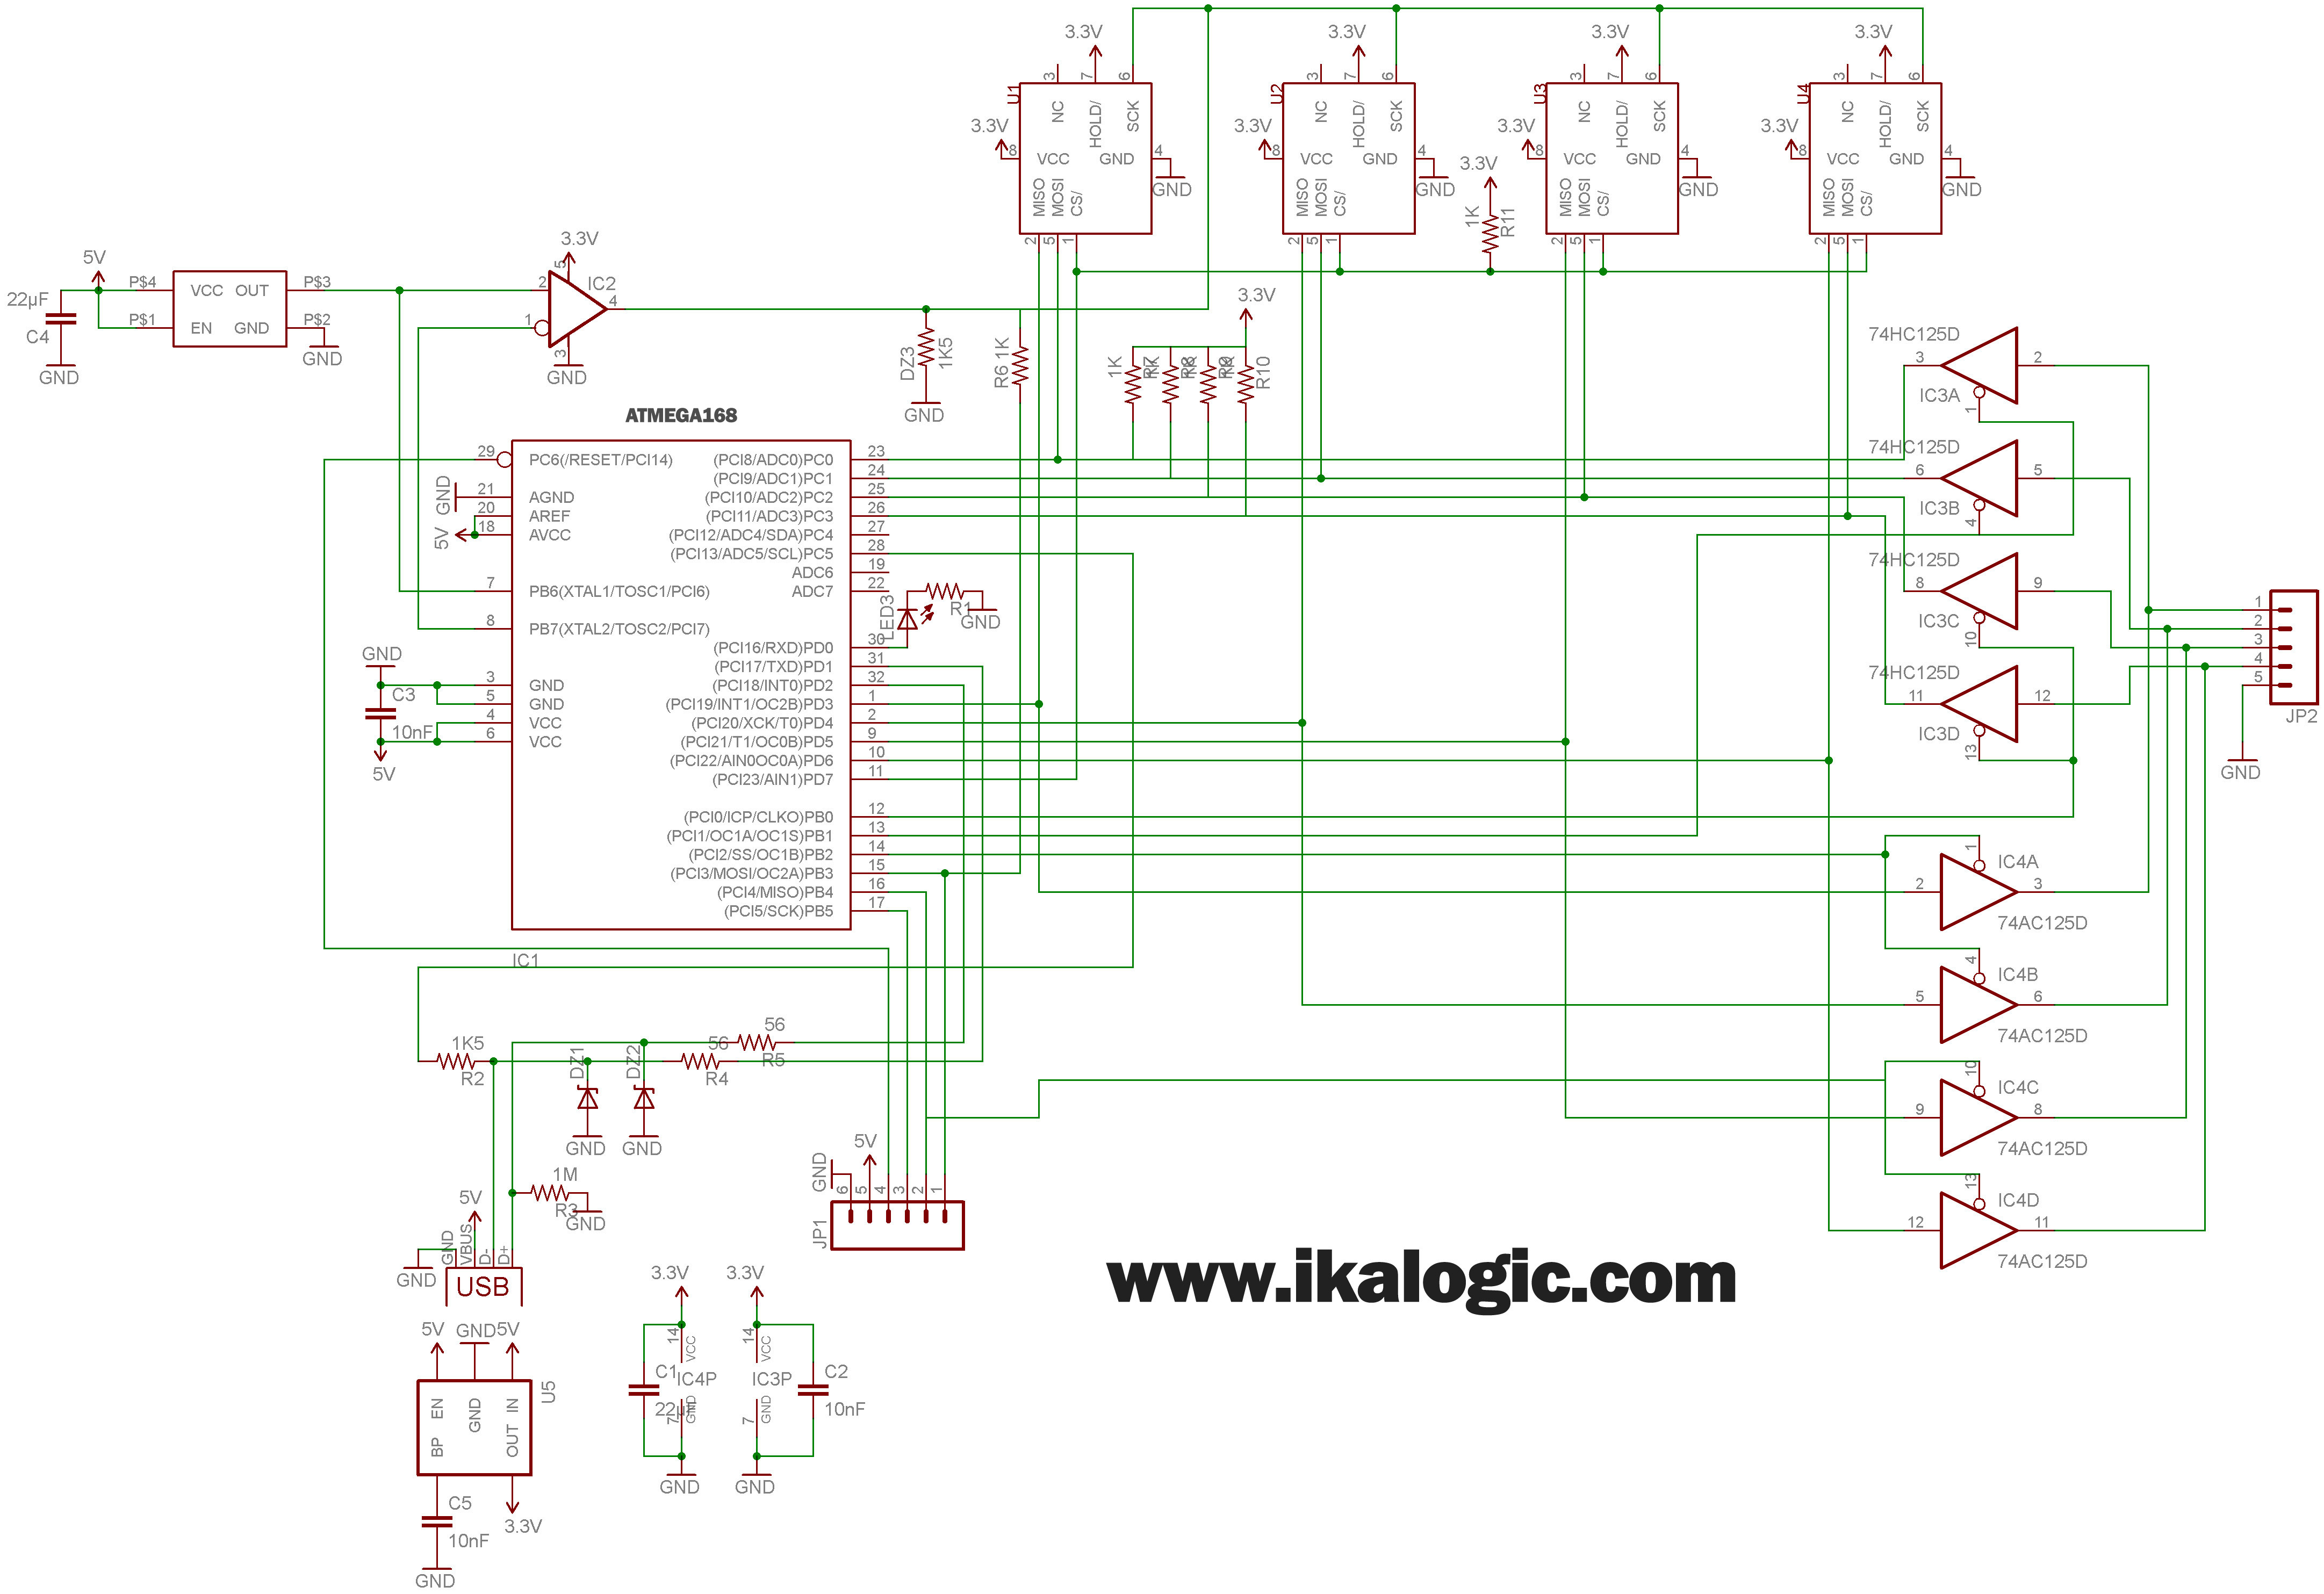 3.3V
3.3V
3.3V
3.3V
3
7
6
3
7
6
3
7
6
3
7
6
U1
U2
U3
U4
NC
HOLD/
SCK
NC
HOLD/
SCK
NC
HOLD/
SCK
NC
HOLD/
SCK
3.3V
3.3V
3.3V
3.3V
8
VCC
GND
4
8
VCC
GND
4
8
VCC
GND
4
8
VCC
GND
4
GND
GND
GND
GND
MISO
MOSI
CS/
MISO
MOSI
CS/
MISO
MOSI
CS/
MISO
MOSI
CS/
2
5
1
2
5
1
2
5
1
2
5
1
3.3V
1K
R11
5V
22µF
C4
GND
P$4
VCC
OUT
P$3
P$1
EN
GND
P$2
GND
3.3V
5
2
IC2
4
1
3
GND
DZ3
1K5
GND
R6
1K
3.3V
1K
R10
ATMEGA168
29
PC6(/RESET/PCI14)
GND
21
AGND
20
AREF
5V
18
AVCC
7
PB6(XTAL1/TOSC1/PCI6)
8
PB7(XTAL2/TOSC2/PCI7)
GND
3
GND
C3
5
GND
4
VCC
10nF
6
VCC
5V
(PCI8/ADC0)PC0
23
(PCI9/ADC1)PC1
24
(PCI10/ADC2)PC2
25
(PCI11/ADC3)PC3
26
(PCI12/ADC4/SDA)PC4
27
(PCI13/ADC5/SCL)PC5
28
ADC6
19
ADC7
22
(PCI16/RXD)PD0
30
(PCI17/TXD)PD1
31
(PCI18/INT0)PD2
32
(PCI19/INT1/OC2B)PD3
1
(PCI20/XCK/T0)PD4
2
(PCI21/T1/OC0B)PD5
9
(PCI22/AIN0OC0A)PD6
10
(PCI23/AIN1)PD7
11
(PCI0/ICP/CLKO)PB0
12
(PCI1/OC1A/OC1S)PB1
13
(PCI2/SS/OC1B)PB2
14
(PCI3/MOSI/OC2A)PB3
15
(PCI4/MISO)PB4
16
(PCI5/SCK)PB5
17
IC1
LED3
R1
GND
74HC125D
3
2
IC3A
1
74HC125D
6
5
IC3B
4
74HC125D
8
9
IC3C
10
74HC125D
11
12
IC3D
13
1
2
3
4
5
JP2
GND
1
IC4A
2
3
74AC125D
4
IC4B
5
6
74AC125D
10
IC4C
9
8
74AC125D
13
IC4D
12
11
74AC125D
1K5
R2
DZ1
DZ2
56
R4
56
R5
GND
GND
1M
R3
GND
5V
GND
GND
VBUS
D-
D+
USB
GND
5V
6
5
4
3
2
1
JP1
5V
GND
5V
EN
GND
IN
BP
OUT
U5
C5
10nF
GND
3.3V
3.3V
3.3V
14
VCC
C1
IC4P
22µF
7
GND
GND
14
VCC
IC3P
C2
10nF
7
GND
GND
www.ikalogic.com